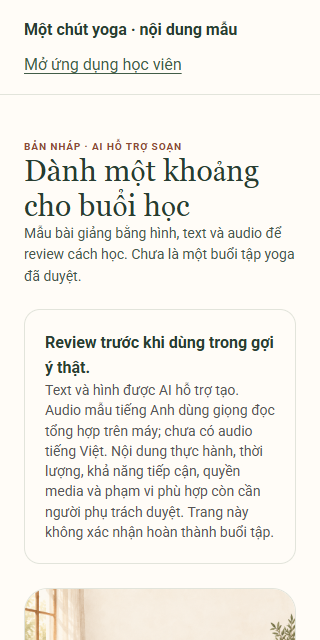 Một chút yoga · nội dung mẫu
Mở ứng dụng học viên
BẢN NHÁP · AI HỖ TRỢ SOẠN
Dành một khoảng
cho buổi học
Mẫu bài giảng bằng hình, text và audio để
review cách học. Chưa là một buổi tập yoga
đã duyệt.
Review trước khi dùng trong gợi
ý thật.
Text và hình được AI hỗ trợ tạo.
Audio mẫu tiếng Anh dùng giọng đọc
tổng hợp trên máy; chưa có audio
tiếng Việt. Nội dung thực hành, thời
lượng, khả năng tiếp cận, quyền
media và phạm vi phù hợp còn cần
người phụ trách duyệt. Trang này
không xác nhận hoàn thành buổi tập.